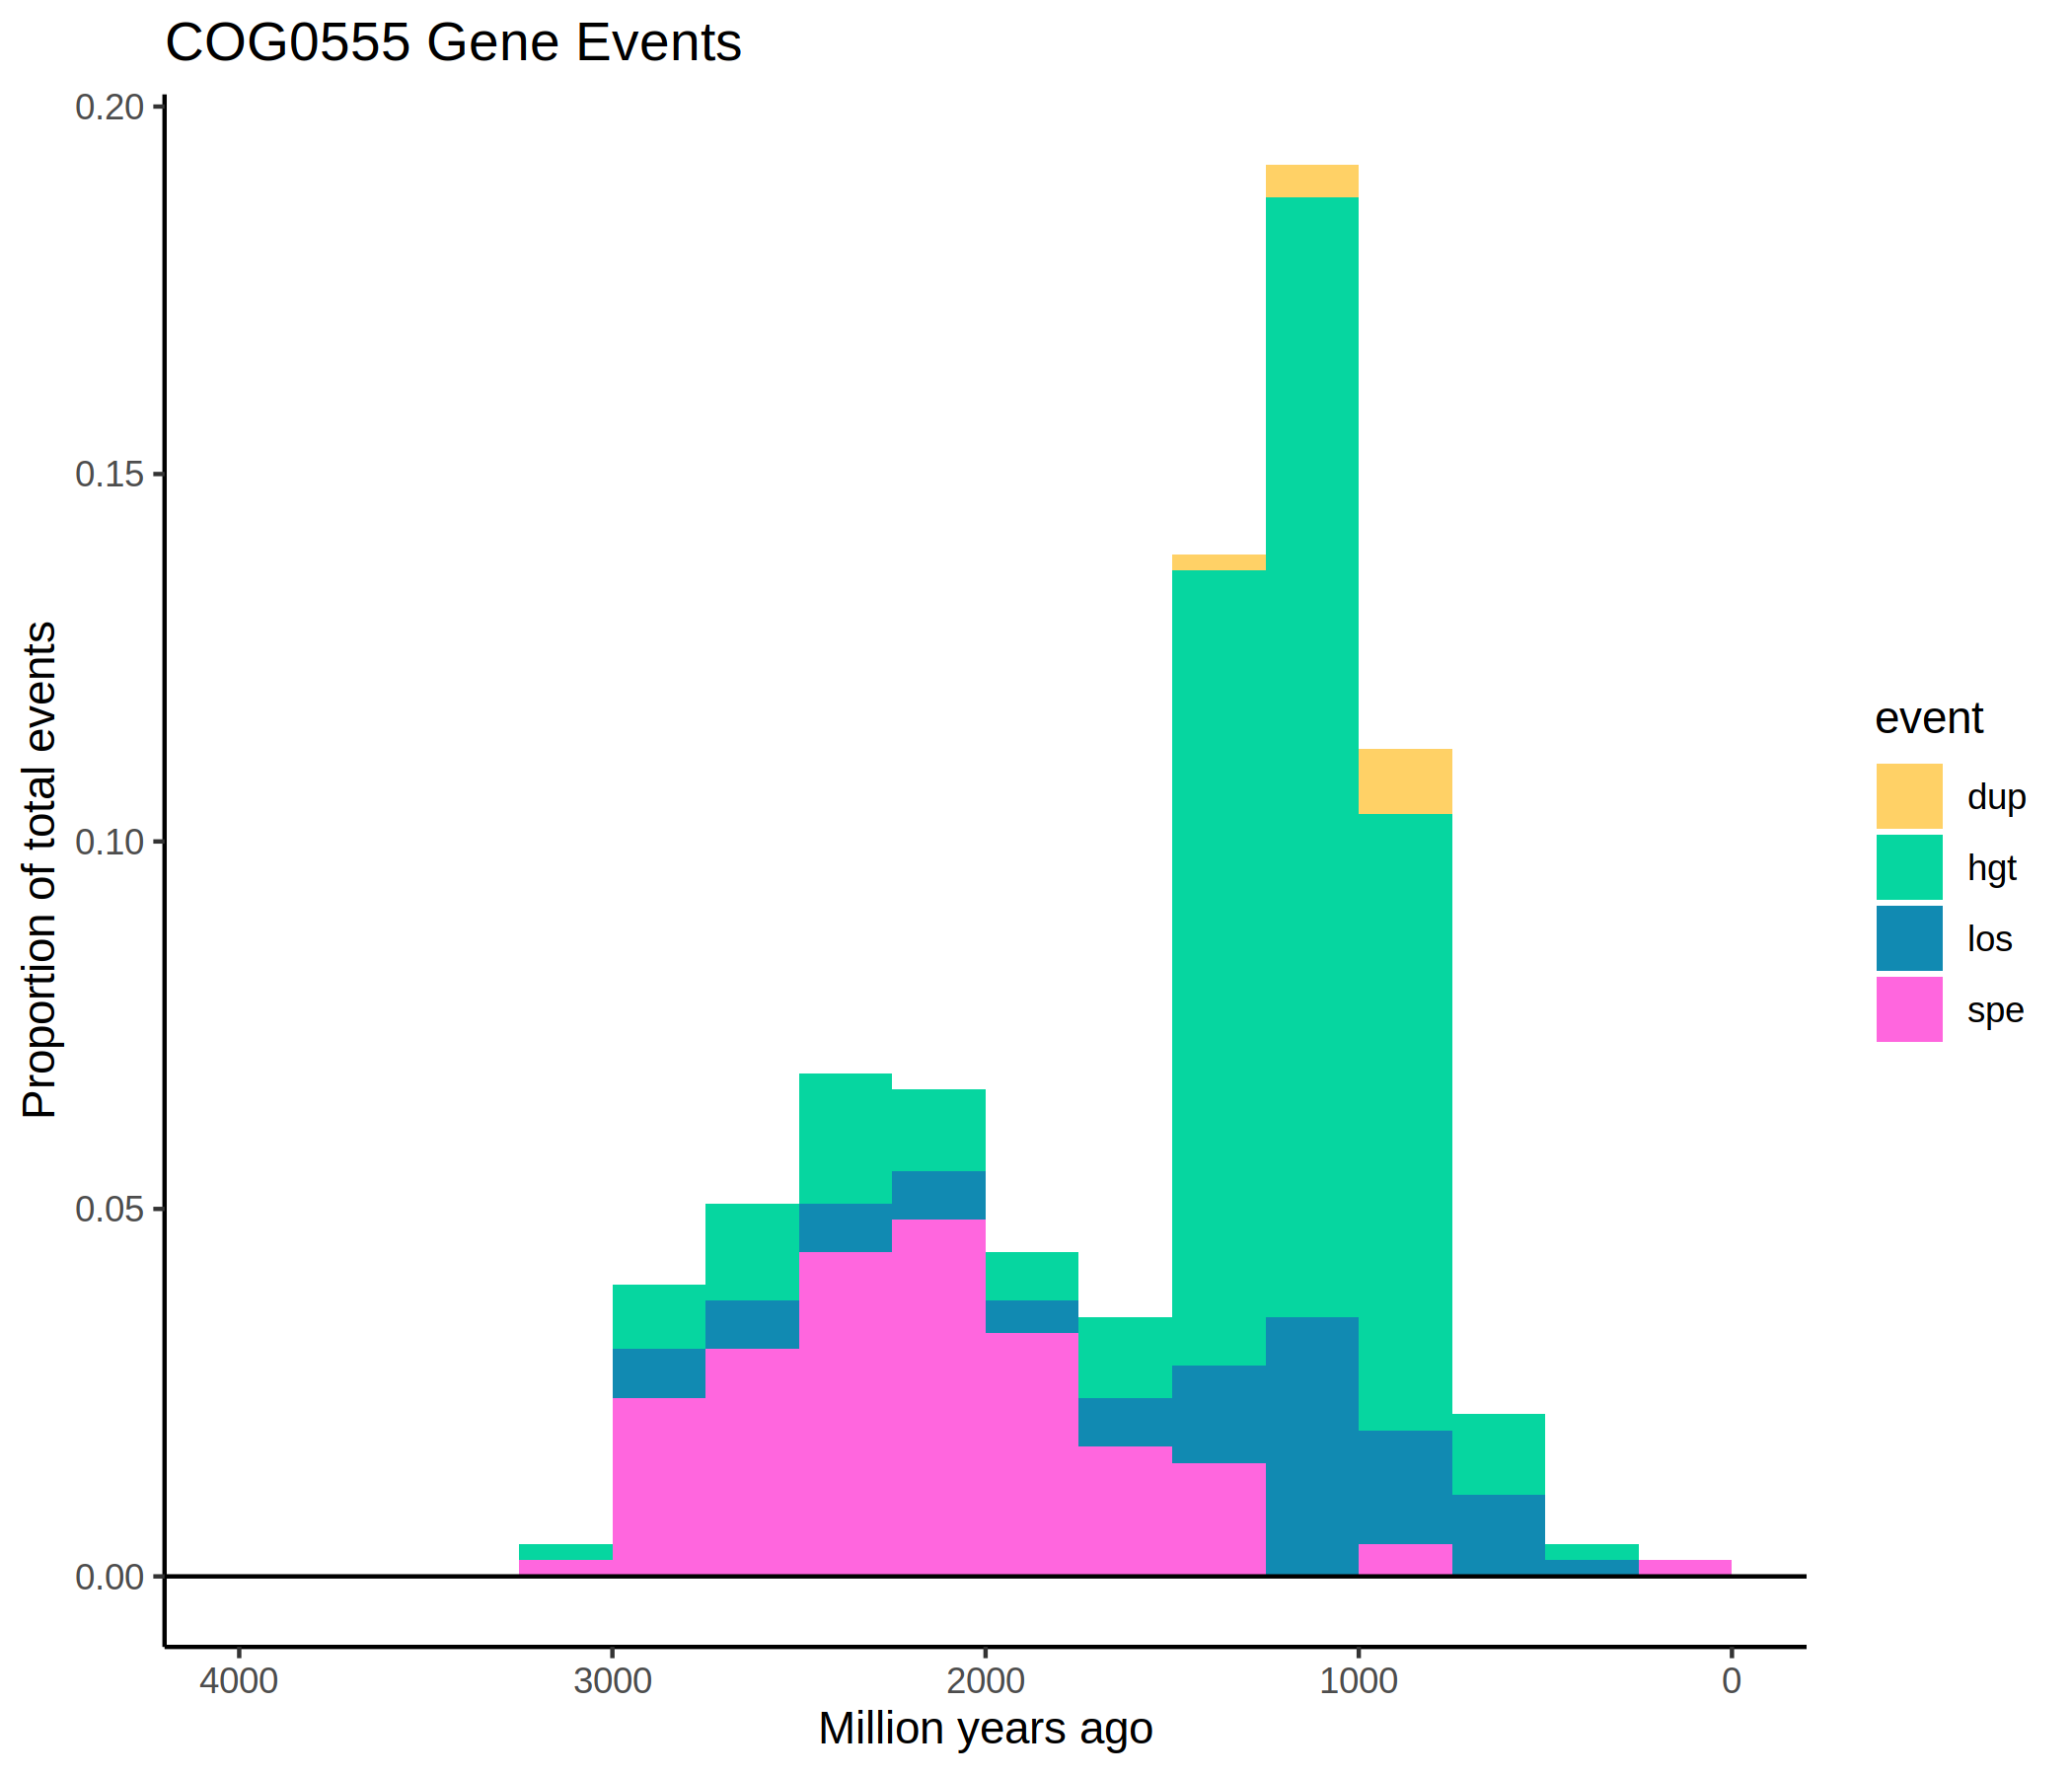 COG0555 Gene Events
0.20
0.15
0.10
0.05
0.00
Proportion of total events
4000 3000 2000 1000 0
Million years ago
event
dup
hgt
los
spe